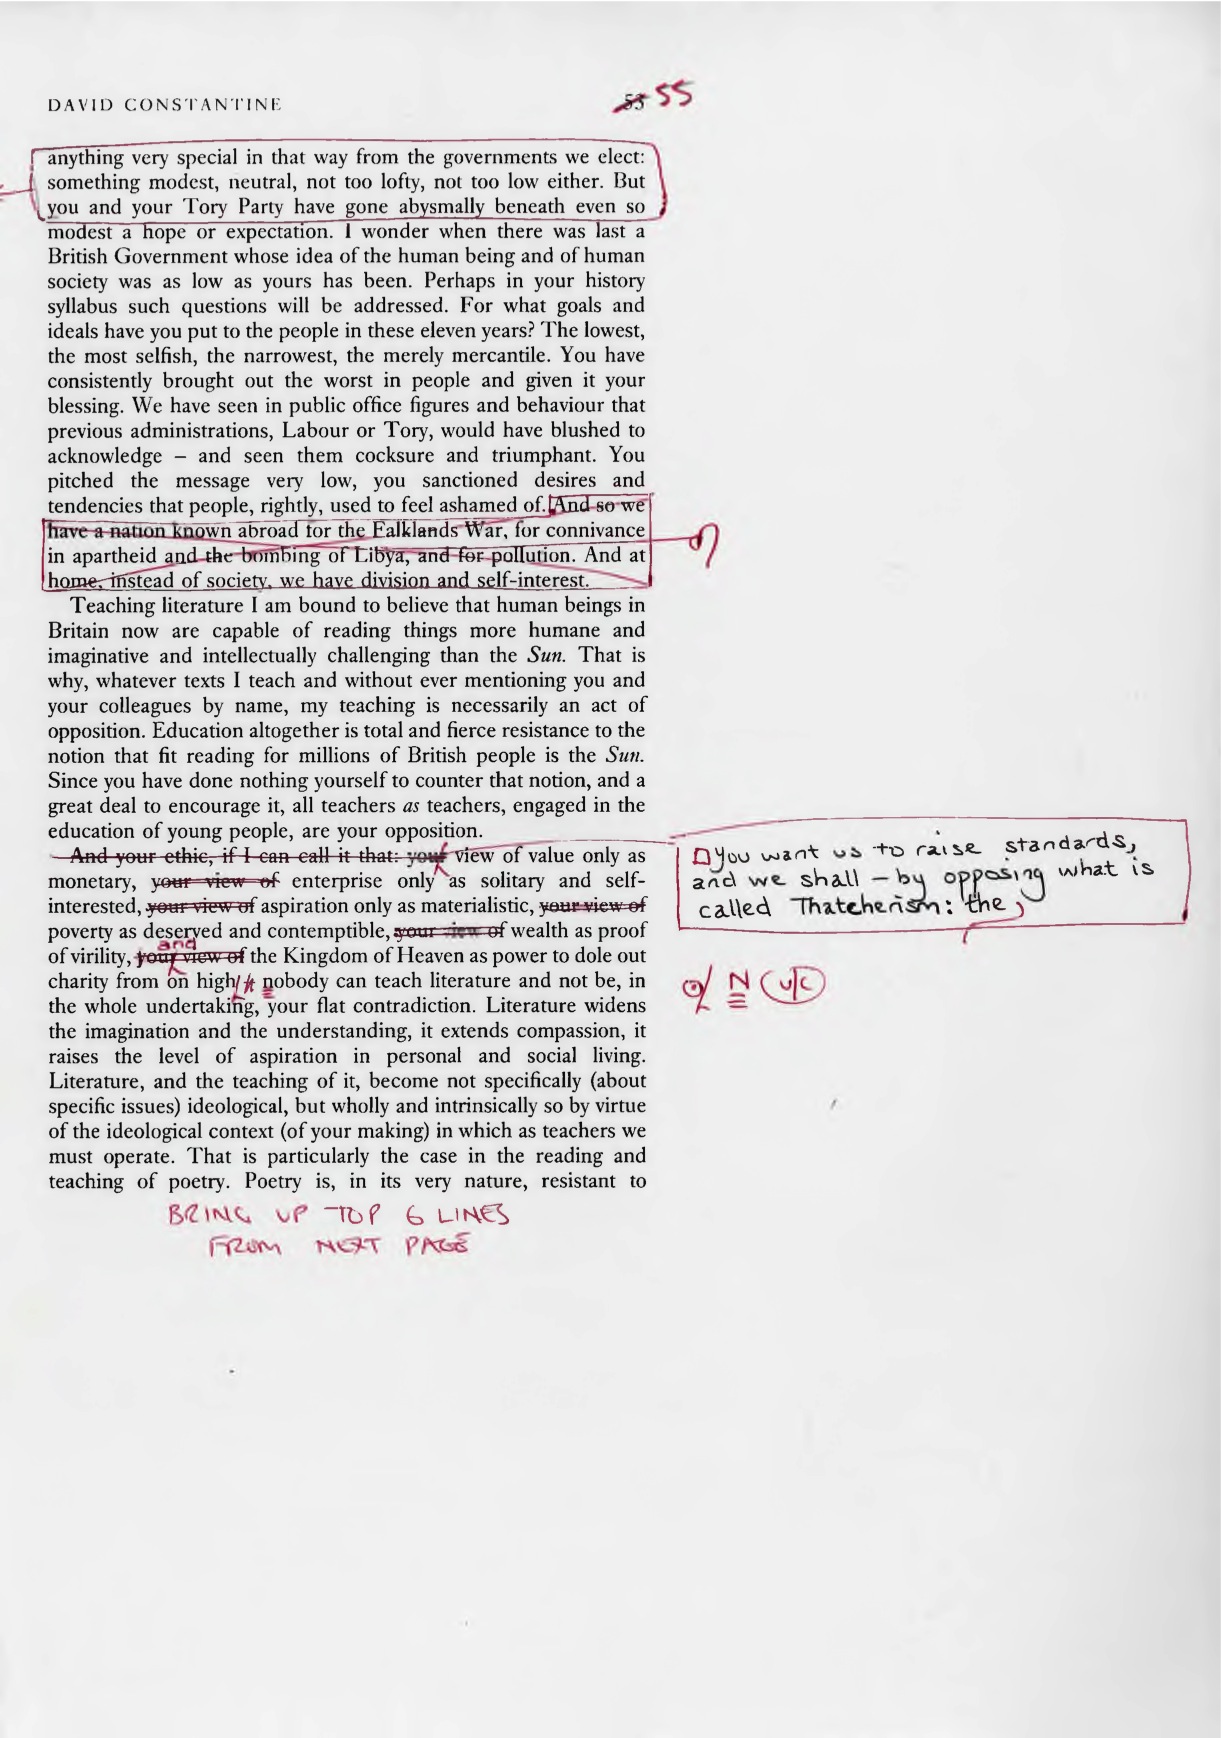 DAVID CONSTANTINE 53 55
anything very special in that way from the governments we elect:
something modest, neutral, not too lofty, not too low either. But
you and your Tory Party have gone abysmally beneath even so
modest a hope or expectation. I wonder when there was last a
British Government whose idea of the human being and of human
society was as low as yours has been. Perhaps in your history
syllabus such questions will be addressed. For what goals and
ideals have you put to the people in these eleven years? The lowest,
the most selfish, the narrowest, the merely mercantile. You have
consistently brought out the worst in people and given it your
blessing. We have seen in public office figures and behaviour that
previous administrations, Labour or Tory, would have blushed to
acknowledge – and seen them cocksure and triumphant. You
pitched the message very low, you sanctioned desires and
tendencies that people, rightly, used to feel ashamed of. And so we
have a nation known abroad for the Falklands War, for connivance
in apartheid and the bombing of Libya, and for pollution. And at
home, instead of society, we have division and self-interest.
Teaching literature I am bound to believe that human beings in
Britain now are capable of reading things more humane and
imaginative and intellectually challenging than the Sun. That is
why, whatever texts I teach and without ever mentioning you and
your colleagues by name, my teaching is necessarily an act of
opposition. Education altogether is total and fierce resistance to the
notion that fit reading for millions of British people is the Sun.
Since you have done nothing yourself to counter that notion, and a
great deal to encourage it, all teachers as teachers, engaged in the
education of young people, are your opposition.
And your ethic, if I can call it that: your view of value only as
monetary, your view of enterprise only as solitary and self-
interested, your view of aspiration only as materialistic, your view of
poverty as deserved and contemptible, your view of wealth as proof
and
of virility, your view of the Kingdom of Heaven as power to dole out
charity from on high, nobody can teach literature and not be, in
the whole undertaking, your flat contradiction. Literature widens
the imagination and the understanding, it extends compassion, it
raises the level of aspiration in personal and social living.
Literature, and the teaching of it, become not specifically (about
specific issues) ideological, but wholly and intrinsically so by virtue
of the ideological context (of your making) in which as teachers we
must operate. That is particularly the case in the reading and
teaching of poetry. Poetry is, in its very nature, resistant to
BRING UP TOP 6 LINES
FROM NEXT PAGE
You want us to raise standards,
and we shall – by opposing what is
called Thatcherism: the
N u/c